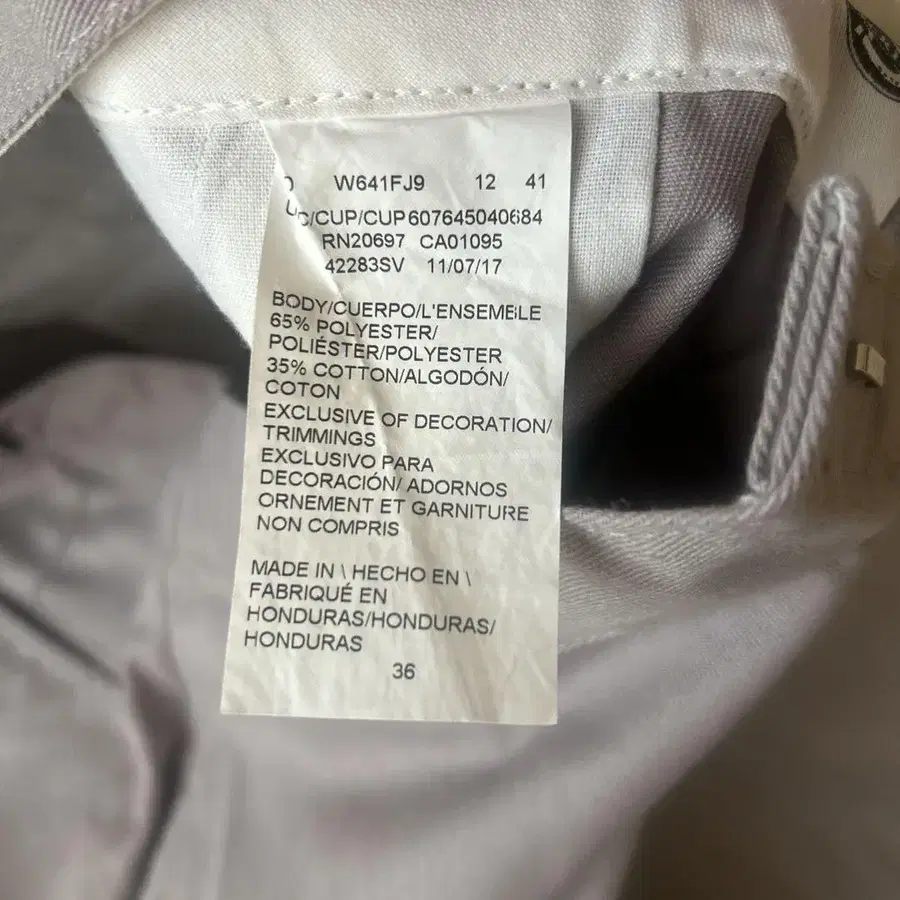 W641FJ9 12 41
C/CUP/CUP 607645040684
RN20697 CA01095
42283SV 11/07/17
BODY/CUERPO/L'ENSEMBLE
65% POLYESTER/
POLIÉSTER/POLYESTER
35% COTTON/ALGODÓN/
COTON
EXCLUSIVE OF DECORATION/
TRIMMINGS
EXCLUSIVO PARA
DECORACIÓN/ ADORNOS
ORNEMENT ET GARNITURE
NON COMPRIS
MADE IN \ HECHO EN \
FABRIQUÉ EN
HONDURAS/HONDURAS/
HONDURAS
36